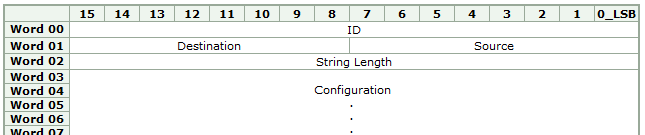 15 14 13 12 11 10 9 8 7 6 5 4 3 2 1 0_LSB
Word 00 ID
Word 01 Destination Source
Word 02 String Length
Word 03
Word 04 Configuration
Word 05 .
Word 06 .
Word 07 .